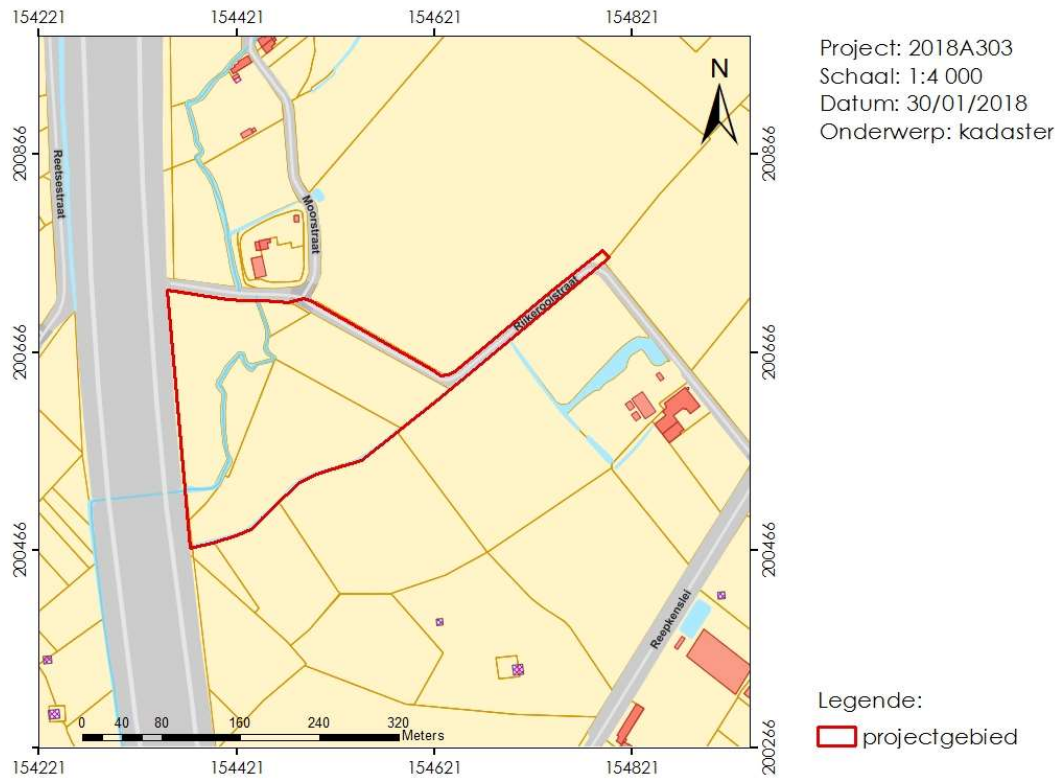 154221 154421 154621 154821
Project: 2018A303
Schaal: 1:4 000
Datum: 30/01/2018
Onderwerp: kadaster
N
200866 200866
Reetsestraat
Moorstraat
Rijkerooistraat
200666 200666
200466 200466
Reepkenslei
0 40 80 160 240 320
Meters
Legende:
projectgebied
200266 200266
154221 154421 154621 154821